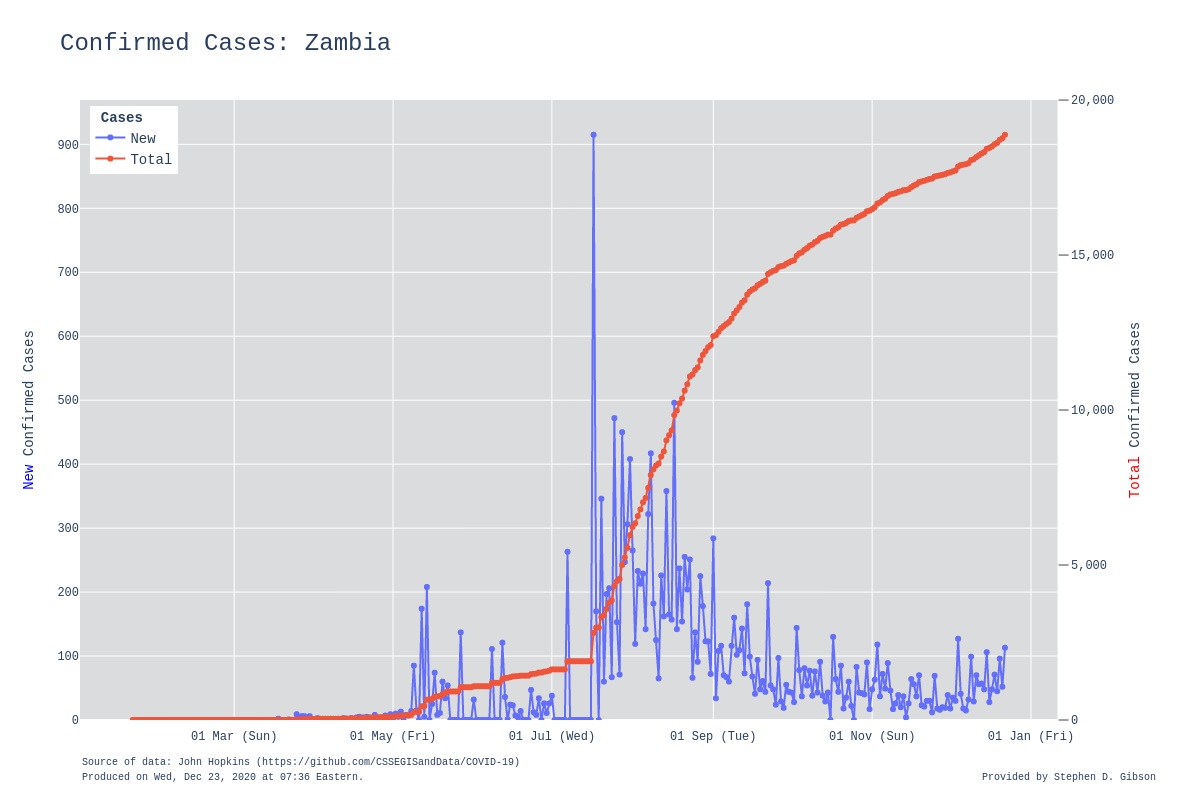 Confirmed Cases: Zambia
Cases
New
Total
900
800
700
600
500
400
300
200
100
0
20,000
15,000
10,000
5,000
0
New Confirmed Cases
Total Confirmed Cases
01 Mar (Sun) 01 May (Fri) 01 Jul (Wed) 01 Sep (Tue) 01 Nov (Sun) 01 Jan (Fri)
Source of data: John Hopkins (https://github.com/CSSEGISandData/COVID-19)
Produced on Wed, Dec 23, 2020 at 07:36 Eastern.
Provided by Stephen D. Gibson